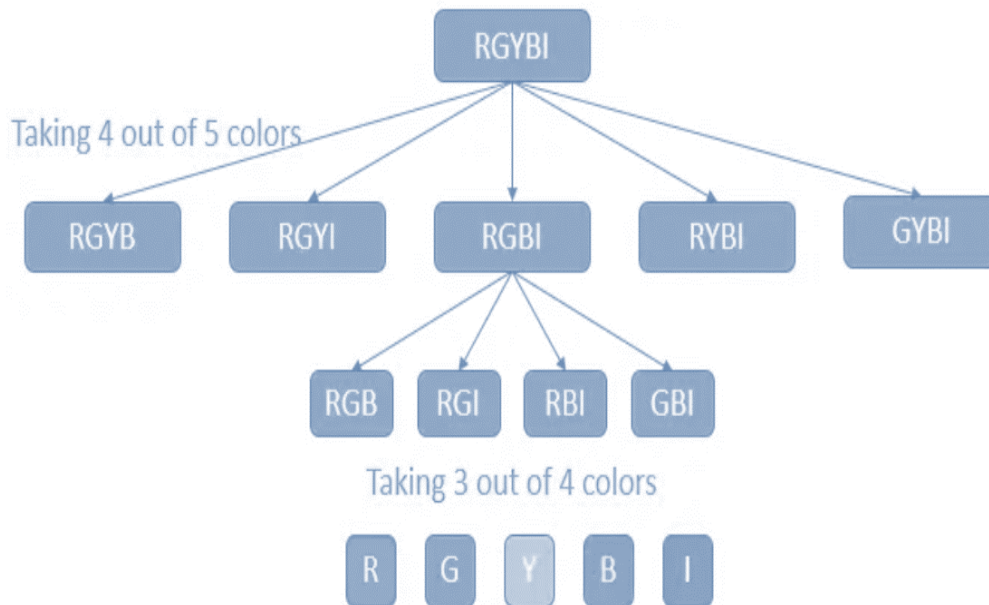 RGYBI
Taking 4 out of 5 colors
RGYB
RGYI
RGBI
RYBI
GYBI
RGB
RGI
RBI
GBI
Taking 3 out of 4 colors
R
G
Y
B
I